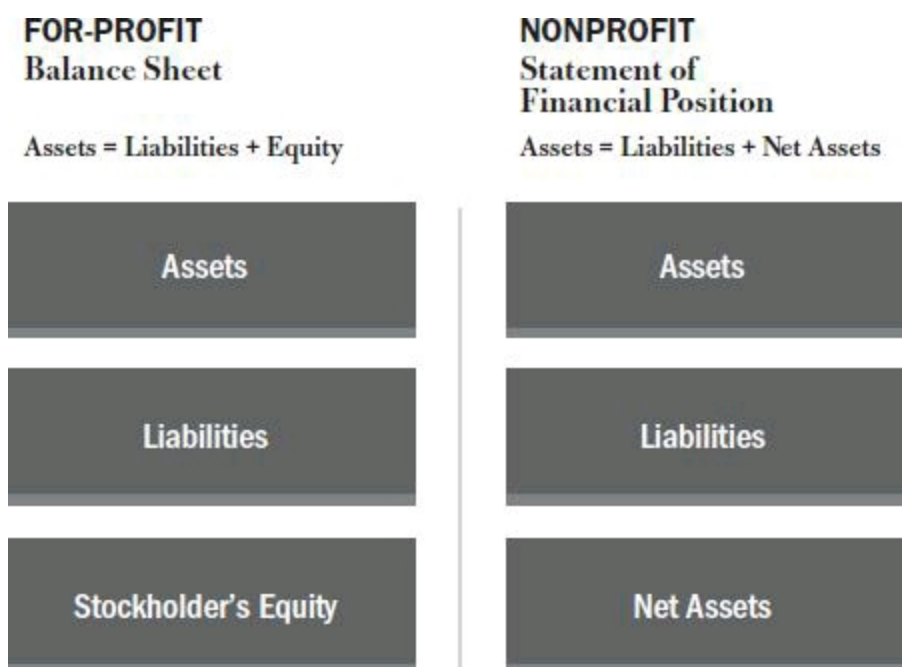 FOR-PROFIT
Balance Sheet
Assets = Liabilities + Equity
Assets
Liabilities
Stockholder's Equity
NONPROFIT
Statement of
Financial Position
Assets = Liabilities + Net Assets
Assets
Liabilities
Net Assets